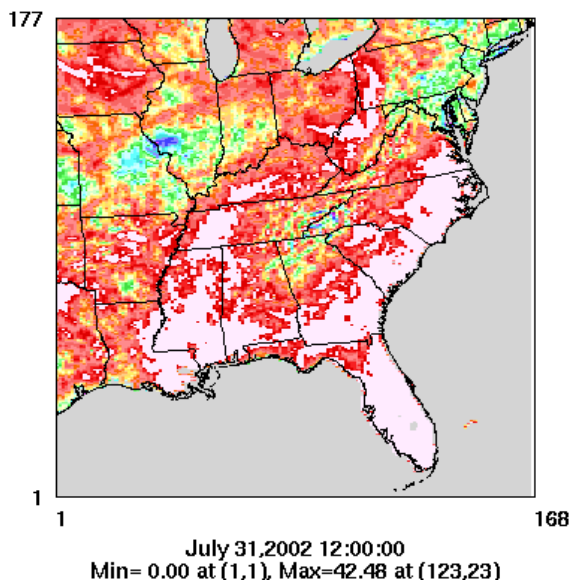 177
1
1 168
July 31,2002 12:00:00
Min= 0.00 at (1,1), Max=42.48 at (123,23)